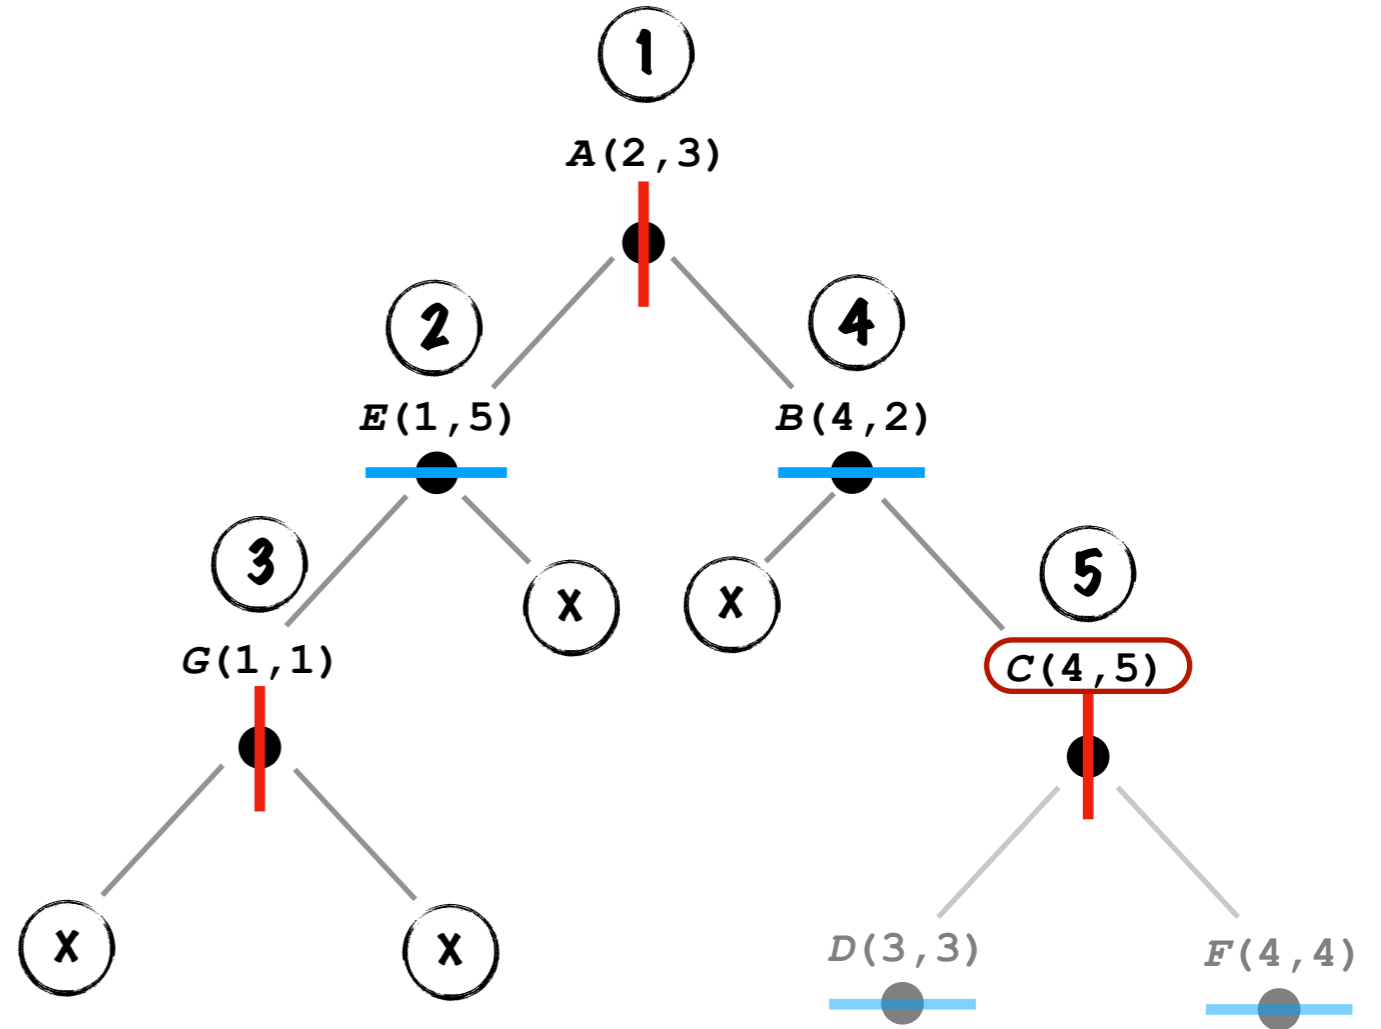 1
A(2,3)
2
4
E(1,5)
B(4,2)
3
X
X
5
G(1,1)
C(4,5)
X
X
D(3,3)
F(4,4)